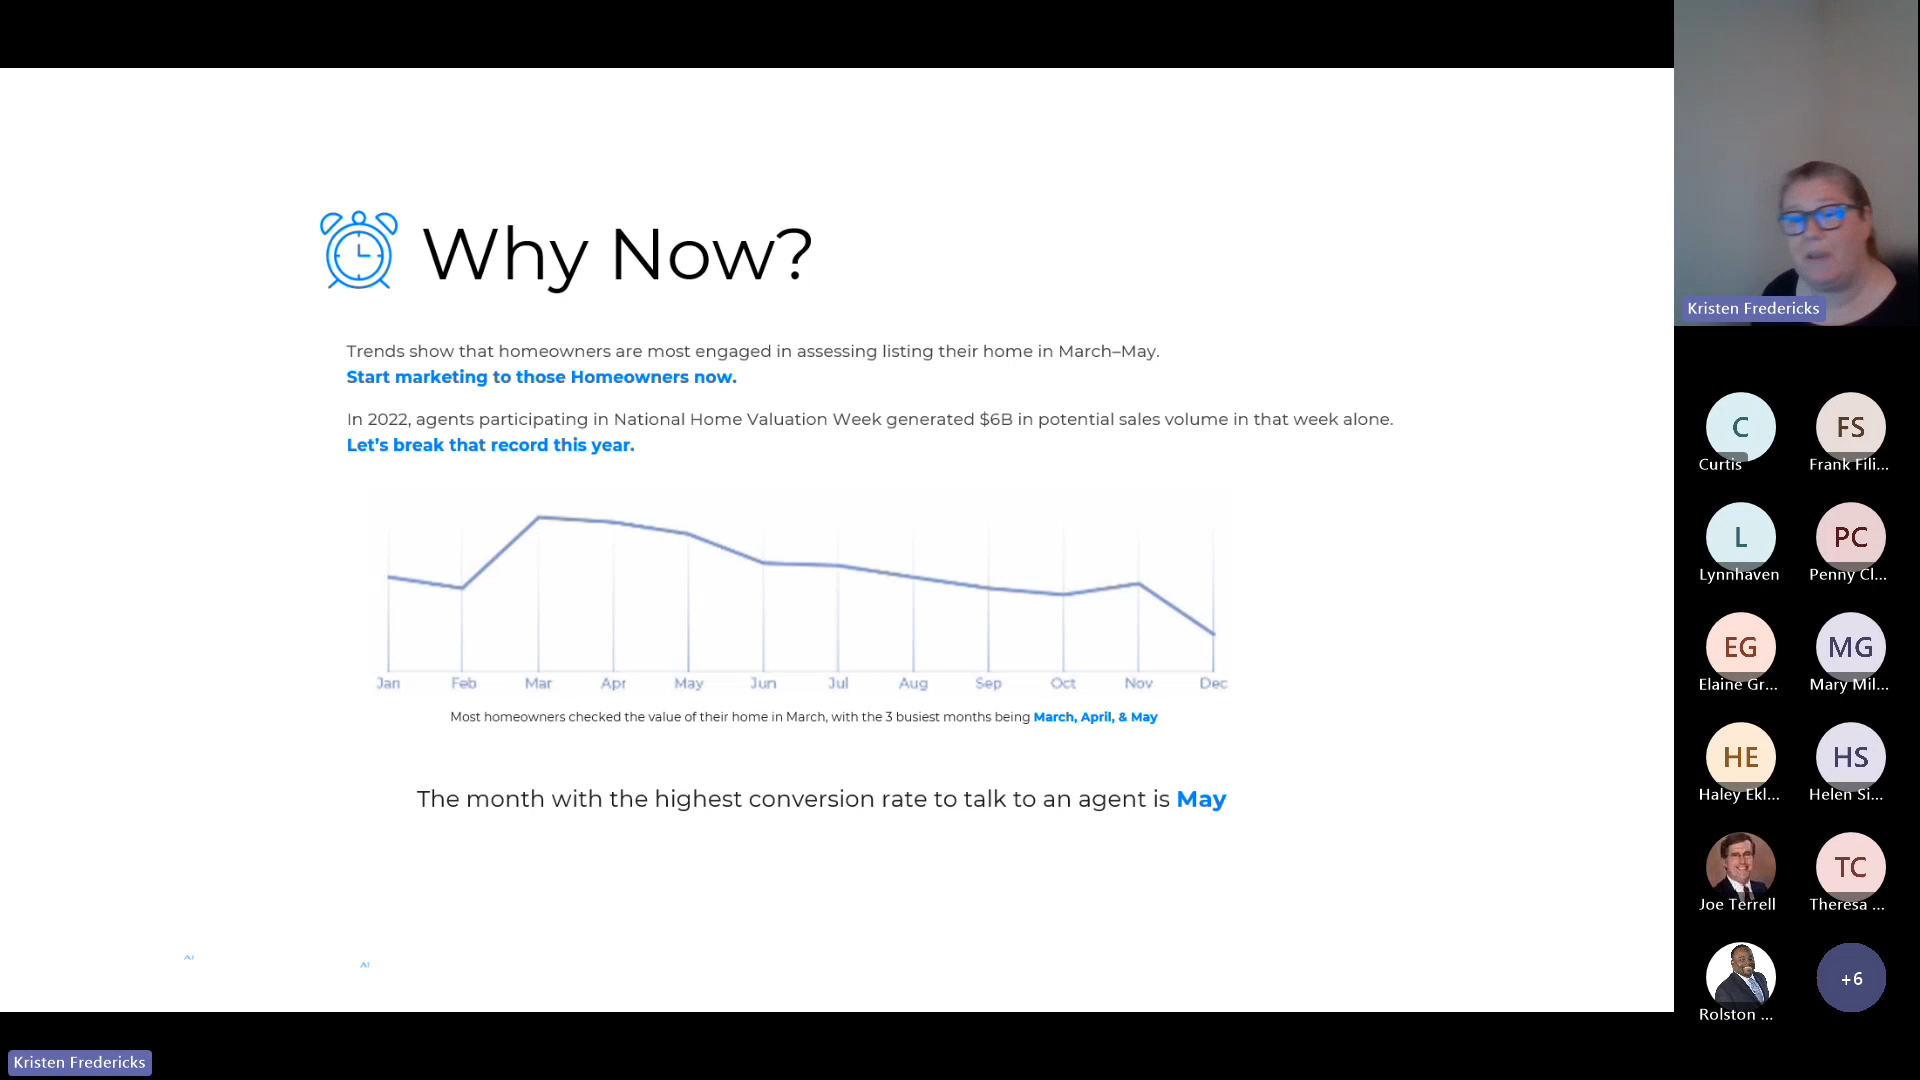 Why Now?
Trends show that homeowners are most engaged in assessing listing their home in March–May.
Start marketing to those Homeowners now.
In 2022, agents participating in National Home Valuation Week generated $6B in potential sales volume in that week alone.
Let's break that record this year.
Jan Feb Mar Apr May Jun Jul Aug Sep Oct Nov Dec
Most homeowners checked the value of their home in March, with the 3 busiest months being March, April, & May
The month with the highest conversion rate to talk to an agent is May
Kristen Fredericks
Kristen Fredericks
C FS
Curtis Frank Fili...
L PC
Lynnhaven Penny Cl...
EG MG
Elaine Gr... Mary Mil...
HE HS
Haley Ekl... Helen Si...
TC
Joe Terrell Theresa ...
+6
Rolston ...